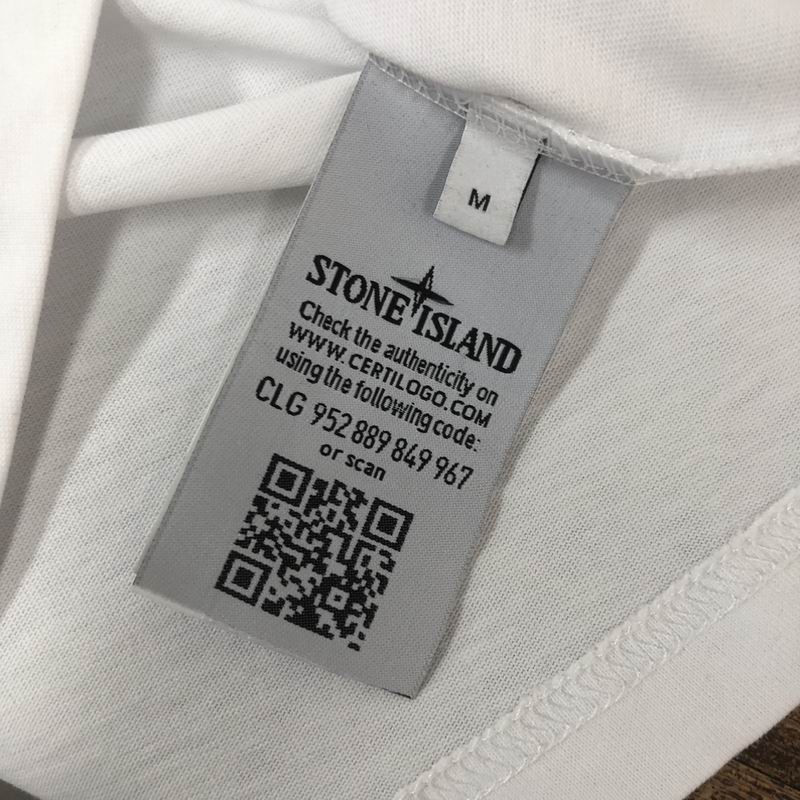 M
STONE ISLAND
Check the authenticity on
WWW.CERTILOGO.COM
using the following code:
CLG 952 889 849 967
or scan